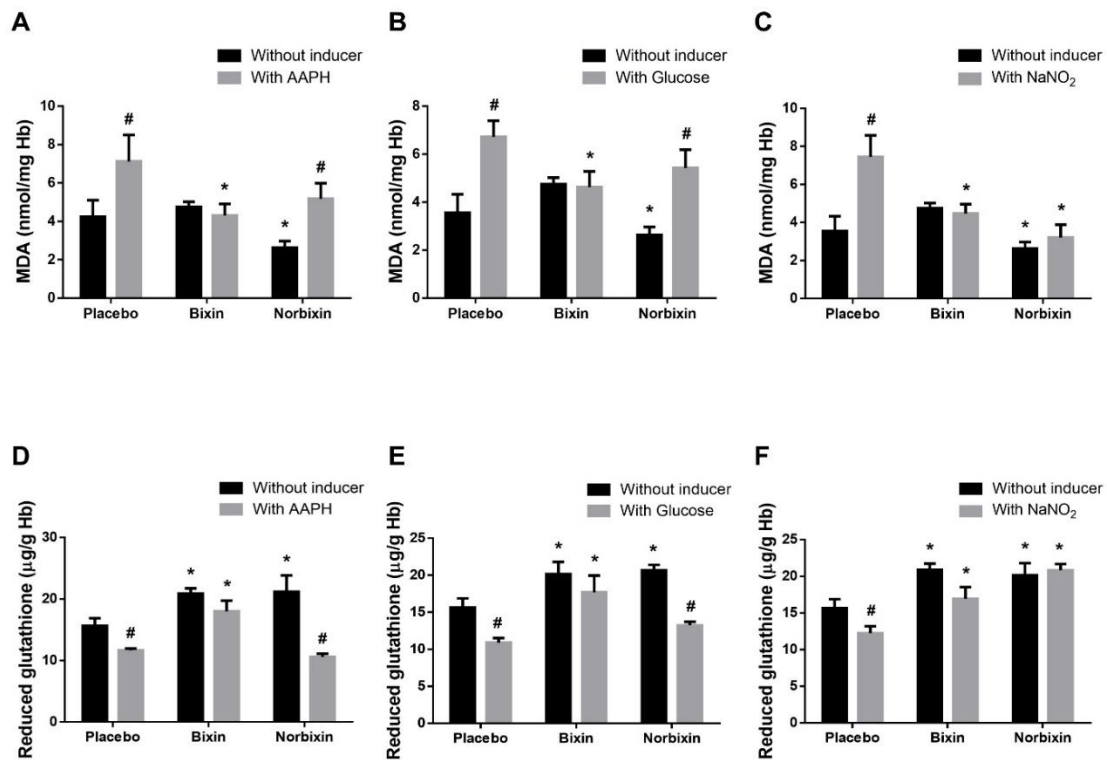 A
Without inducer
With AAPH
MDA (nmol/mg Hb)
10
8
6
4
2
0
#
*
*
#
Placebo
Bixin
Norbixin
B
Without inducer
With Glucose
MDA (nmol/mg Hb)
8
6
4
2
0
#
*
*
#
Placebo
Bixin
Norbixin
C
Without inducer
With NaNO₂
MDA (nmol/mg Hb)
10
8
6
4
2
0
#
*
*
*
Placebo
Bixin
Norbixin
D
Without inducer
With AAPH
Reduced glutathione (µg/g Hb)
30
20
10
0
#
*
*
*
#
Placebo
Bixin
Norbixin
E
Without inducer
With Glucose
Reduced glutathione (µg/g Hb)
25
20
15
10
5
0
#
*
*
*
#
Placebo
Bixin
Norbixin
F
Without inducer
With NaNO₂
Reduced glutathione (µg/g Hb)
25
20
15
10
5
0
#
*
*
*
*
Placebo
Bixin
Norbixin